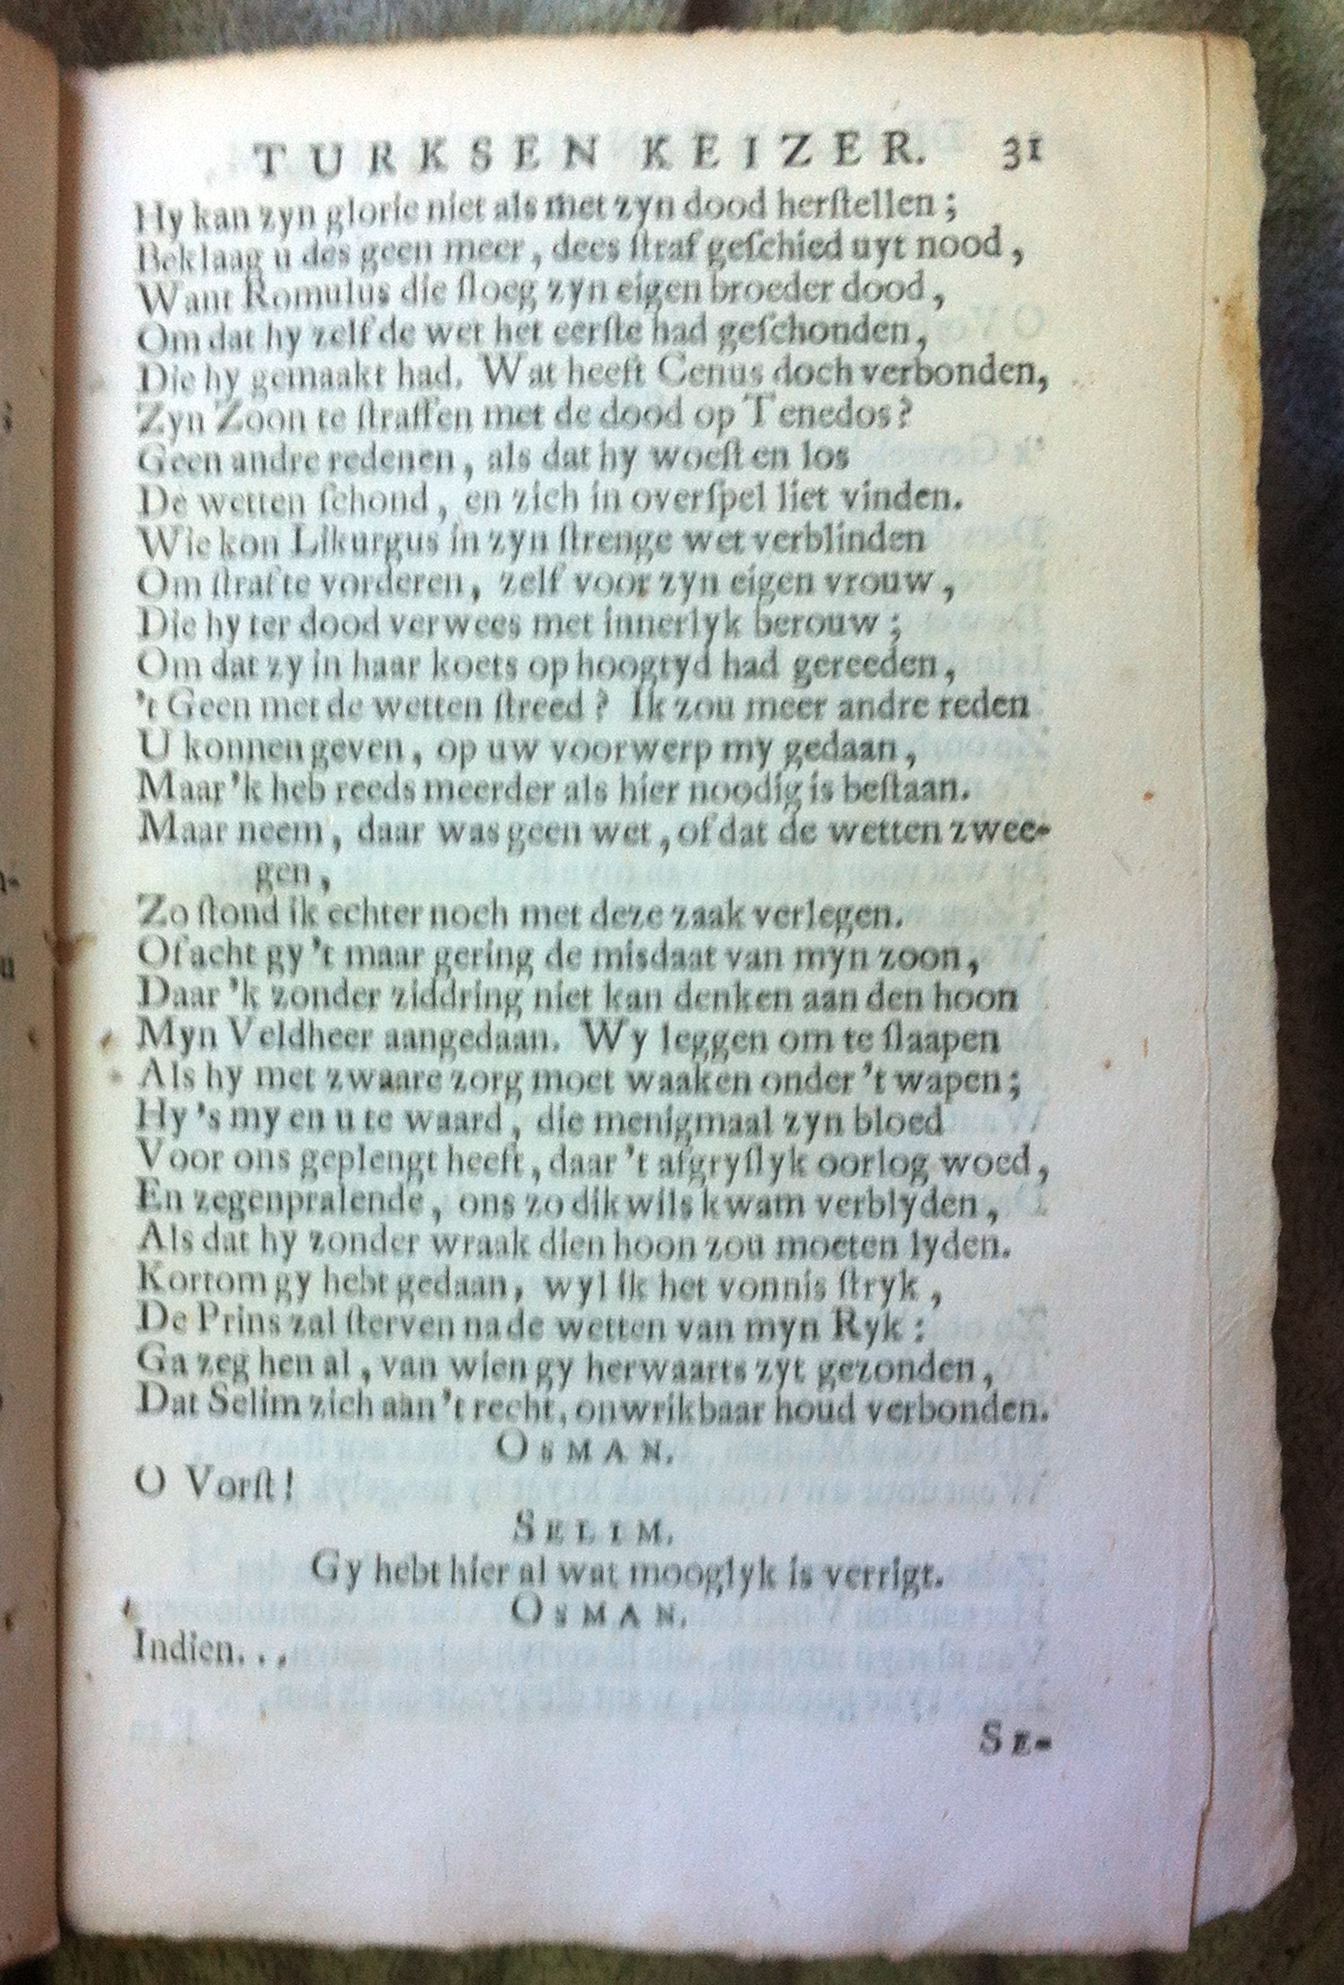 TURKSEN KEIZER. 31
Hy kan zyn glorie niet als met zyn dood herſtellen;
Beklaag u des geen meer, dees ſtraf geſchied uyt nood,
Want Romulus die ſloeg zyn eigen broeder dood,
Om dat hy zelf de wet het eerſte had geſchonden,
Die hy gemaakt had. Wat heeft Cenus doch verbonden,
Zyn Zoon te ſtraffen met de dood op Tenedos?
Geen andre redenen, als dat hy woeſt en los
De wetten ſchond, en zich in overſpel liet vinden.
Wie kon Likurgus in zyn ſtrenge wet verblinden
Om ſtraf te vorderen, zelf voor zyn eigen vrouw,
Die hy ter dood verwees met innerlyk berouw;
Om dat zy in haar koets op hoogtyd had gereeden,
't Geen met de wetten ſtreed? Ik zou meer andre reden
U konnen geven, op uw voorwerp my gedaan,
Maar 'k heb reeds meerder als hier noodig is beſtaan.
Maar neem, daar was geen wet, of dat de wetten zwee-
gen,
Zo ſtond ik echter noch met deze zaak verlegen.
Of acht gy 't maar gering de misdaat van myn zoon,
Daar 'k zonder ziddring niet kan denken aan den hoon
Myn Veldheer aangedaan. Wy leggen om te ſlaapen
Als hy met zwaare zorg moet waaken onder 't wapen;
Hy 's my en u te waard, die menigmaal zyn bloed
Voor ons geplengt heeft, daar 't afgryſlyk oorlog woed,
En zegenpralende, ons zo dikwils kwam verblyden,
Als dat hy zonder wraak dien hoon zou moeten lyden.
Kortom gy hebt gedaan, wyl ik het vonnis ſtryk,
De Prins zal ſterven na de wetten van myn Ryk:
Ga zeg hen al, van wien gy herwaarts zyt gezonden,
Dat Selim zich aan 't recht, onwrikbaar houd verbonden.
OSMAN.
O Vorſt!
SELIM.
Gy hebt hier al wat mooglyk is verrigt.
OSMAN.
Indien...
SE-